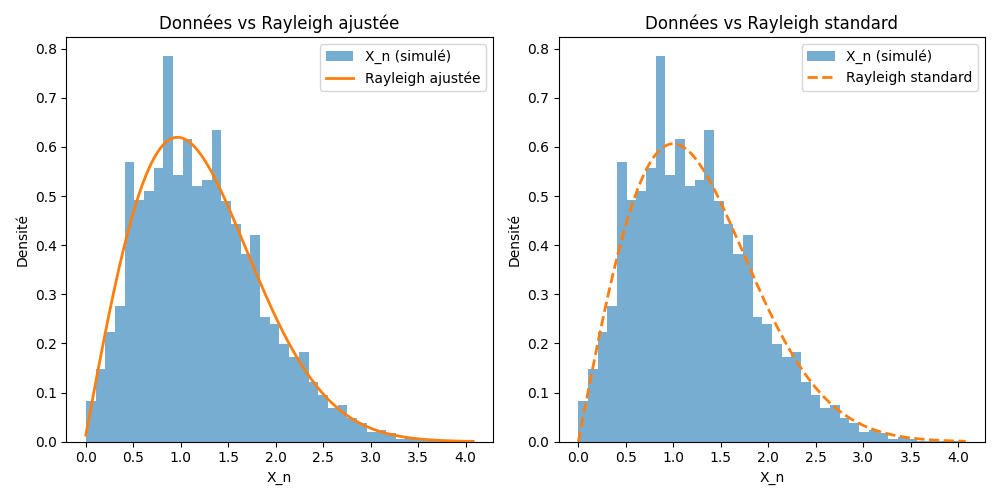 Données vs Rayleigh ajustée
X_n (simulé)
Rayleigh ajustée
Densité
0.8
0.7
0.6
0.5
0.4
0.3
0.2
0.1
0.0
0.0 0.5 1.0 1.5 2.0 2.5 3.0 3.5 4.0
X_n
Données vs Rayleigh standard
X_n (simulé)
Rayleigh standard
Densité
0.8
0.7
0.6
0.5
0.4
0.3
0.2
0.1
0.0
0.0 0.5 1.0 1.5 2.0 2.5 3.0 3.5 4.0
X_n